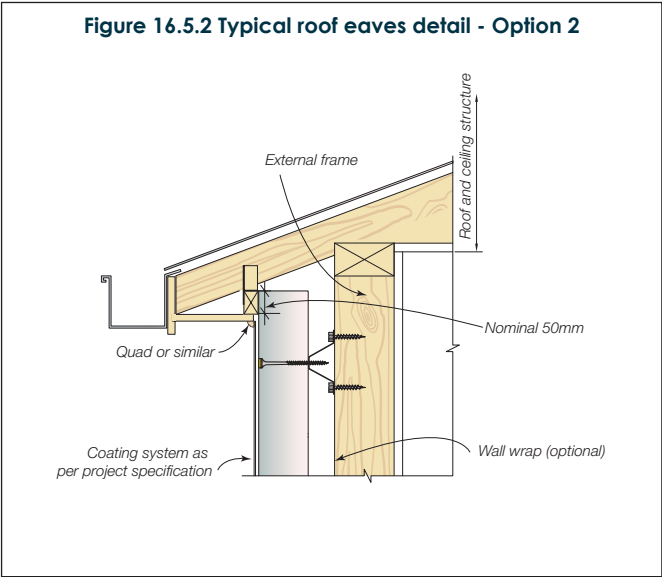 Figure 16.5.2 Typical roof eaves detail - Option 2
Roof and ceiling structure
External frame
Nominal 50mm
Quad or similar
Coating system as
per project specification
Wall wrap (optional)